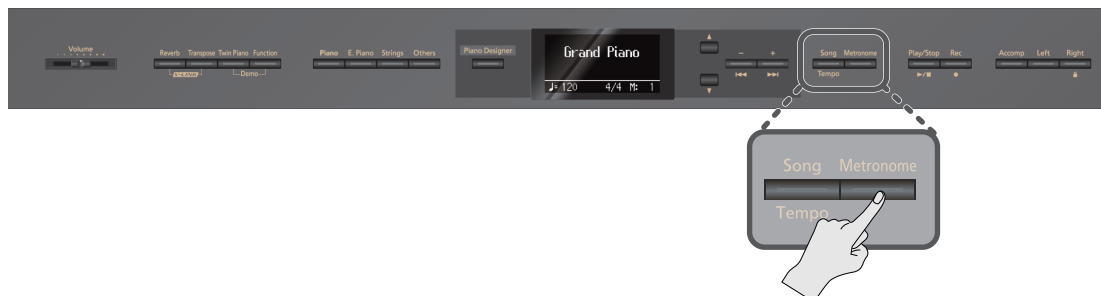 Volume
Reverb Transpose Twin Piano Function
V-LINK
Demo
Piano E. Piano Strings Others
Piano Designer
Grand Piano
♩= 120 4/4 M: 1
− +
Song Metronome
Tempo
Play/Stop Rec
Accomp Left Right
Song Metronome
Tempo